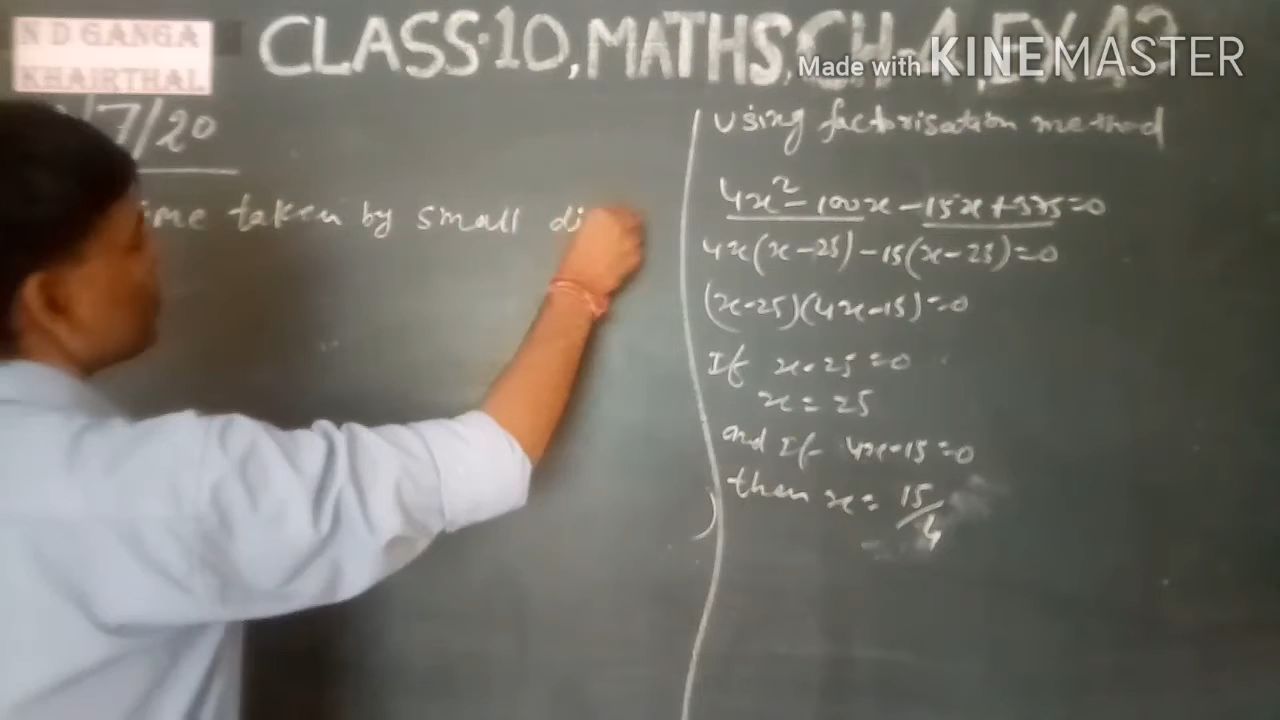 N D GANGA
KHAIRTHAL
CLASS·10, MATHS, CH-4, EX·4.3
Made with KINEMASTER
/7/20
ime taken by small di
Using factorisation method
4x²-100x-15x+375=0
4x(x-25)-15(x-25)=0
(x-25)(4x-15)=0
If x-25=0
x=25
and If 4x-15=0
then x= 15/4